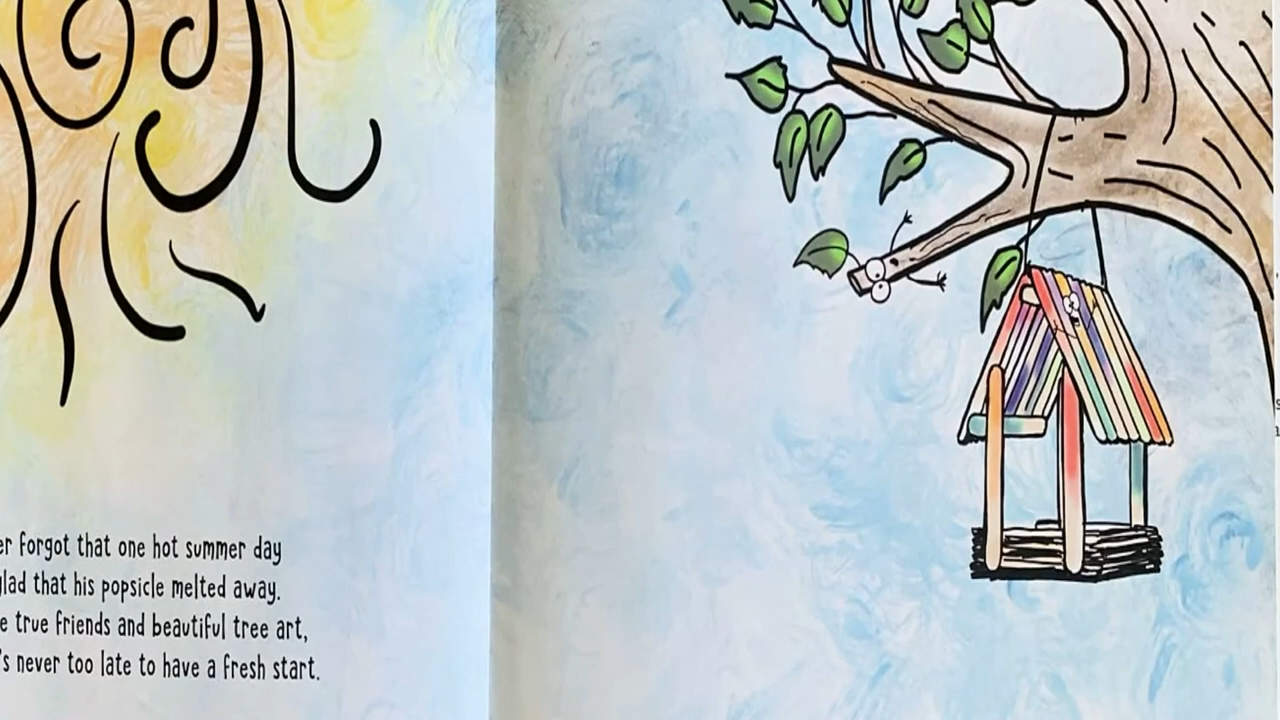 er forgot that one hot summer day
glad that his popsicle melted away.
e true friends and beautiful tree art,
's never too late to have a fresh start.